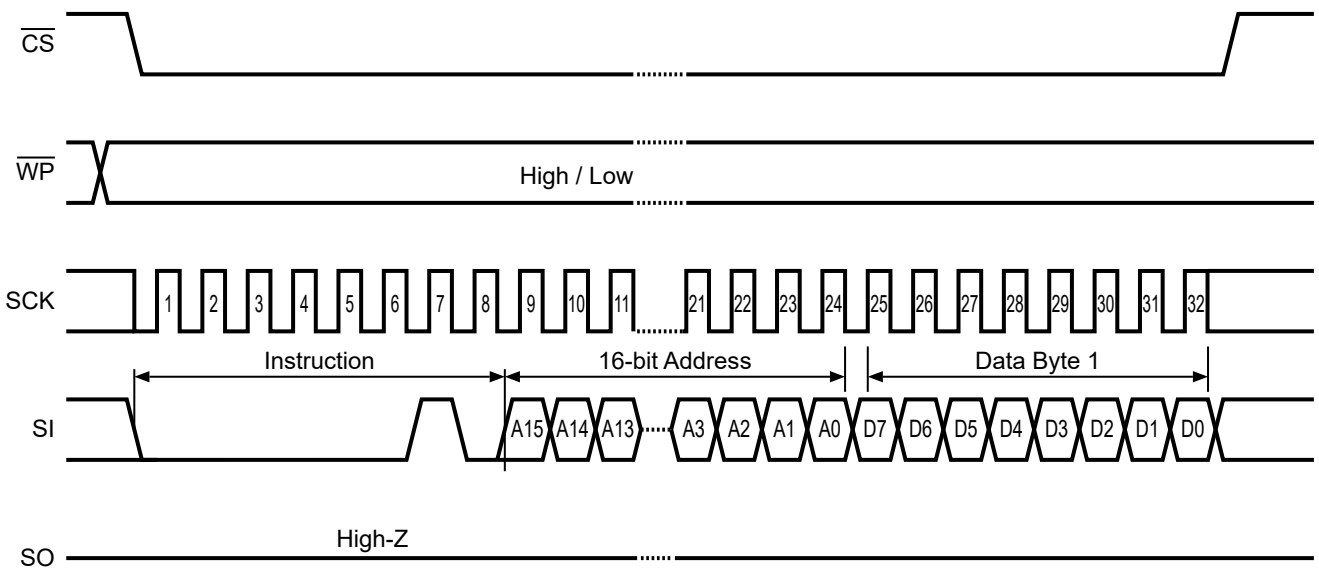 CS
WP
High / Low
SCK
1 2 3 4 5 6 7 8 9 10 11 21 22 23 24 25 26 27 28 29 30 31 32
Instruction 16-bit Address Data Byte 1
SI
A15 A14 A13 A3 A2 A1 A0 D7 D6 D5 D4 D3 D2 D1 D0
High-Z
SO